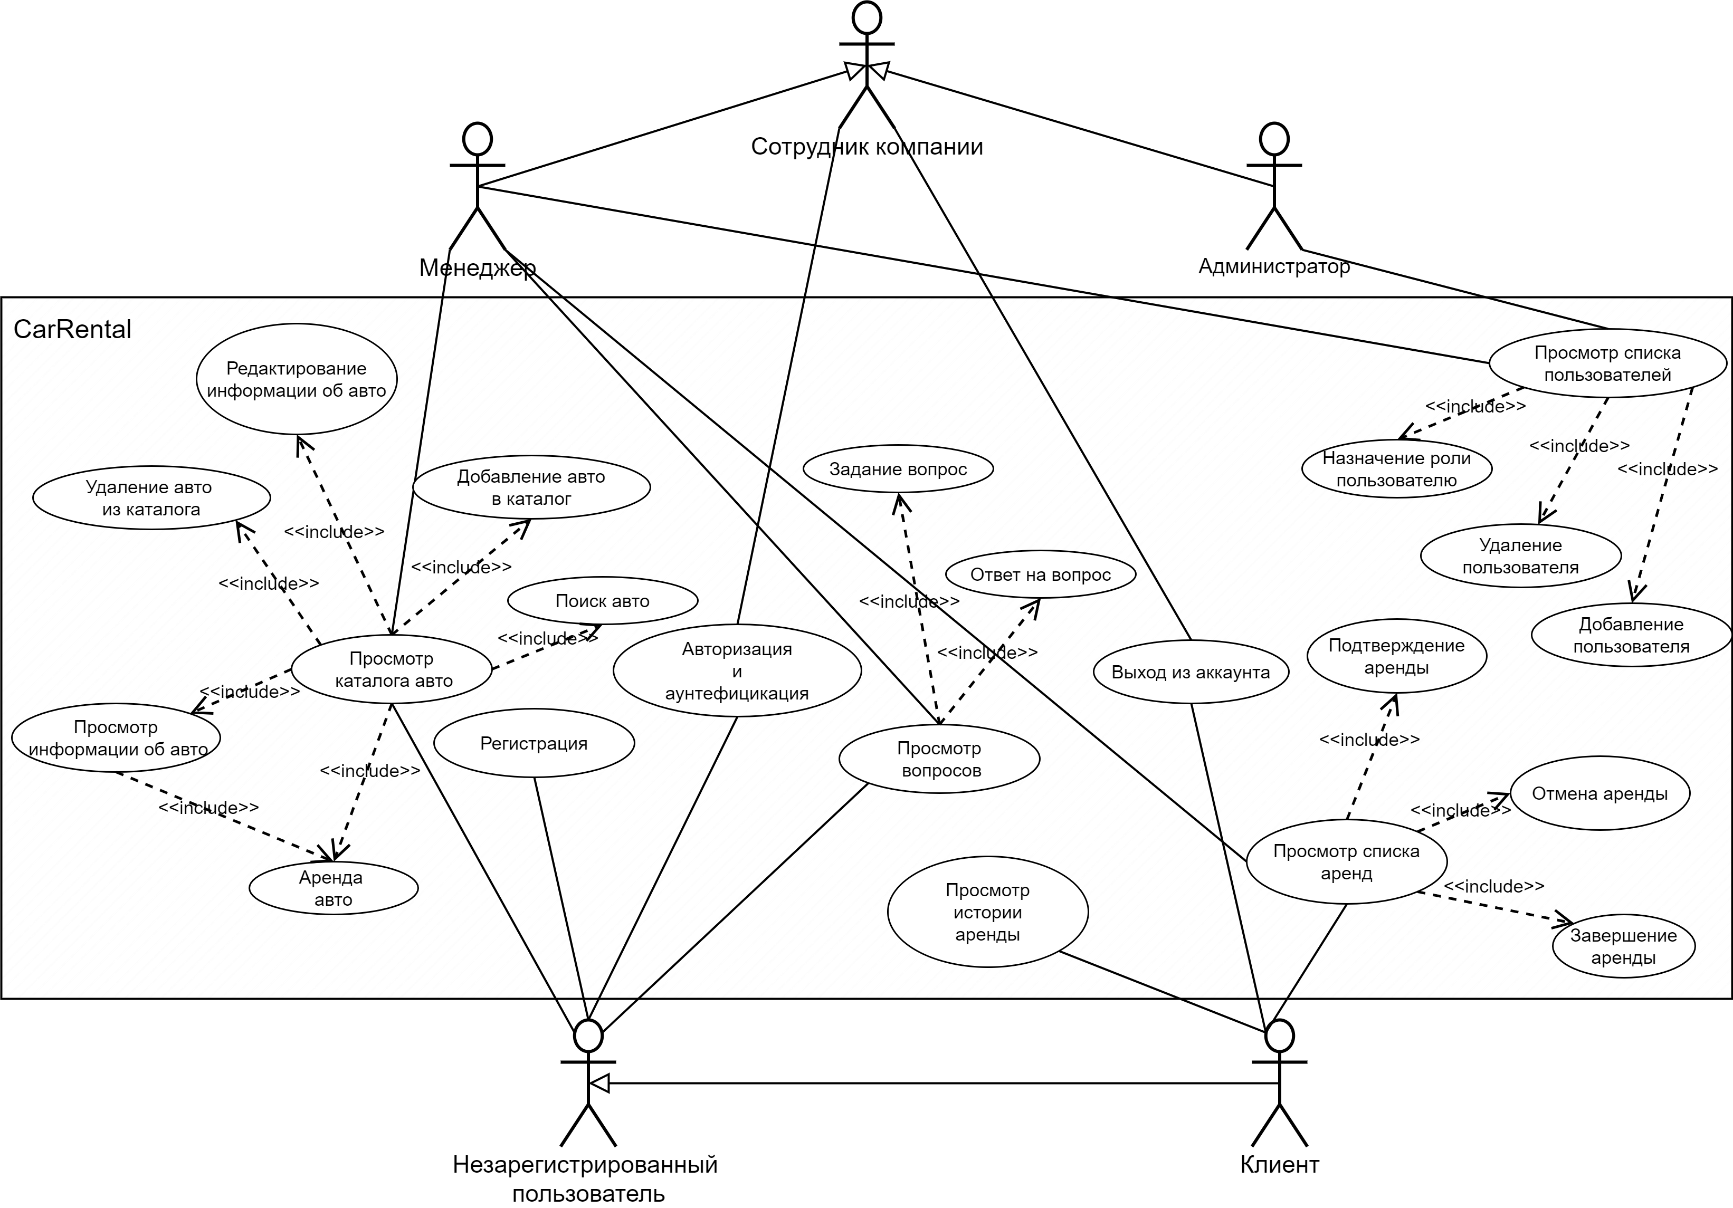 Сотрудник компании
Менеджер
Администратор
CarRental
Редактирование
информации об авто
Просмотр списка
пользователей
<<include>>
Назначение роли
пользователю
<<include>>
<<include>>
Удаление
пользователя
Добавление
пользователя
Удаление авто
из каталога
Добавление авто
в каталог
Задание вопрос
<<include>>
<<include>>
<<include>>
Поиск авто
<<include>>
Ответ на вопрос
<<include>>
<<include>>
Просмотр
каталога авто
Авторизация
и
аунтефицикация
Выход из аккаунта
Подтверждение
аренды
<<include>>
Просмотр
информации об авто
Регистрация
Просмотр
вопросов
<<include>>
<<include>>
<<include>>
Отмена аренды
<<include>>
Просмотр списка
аренд
Аренда
авто
Просмотр
истории
аренды
<<include>>
Завершение
аренды
Незарегистрированный
пользователь
Клиент